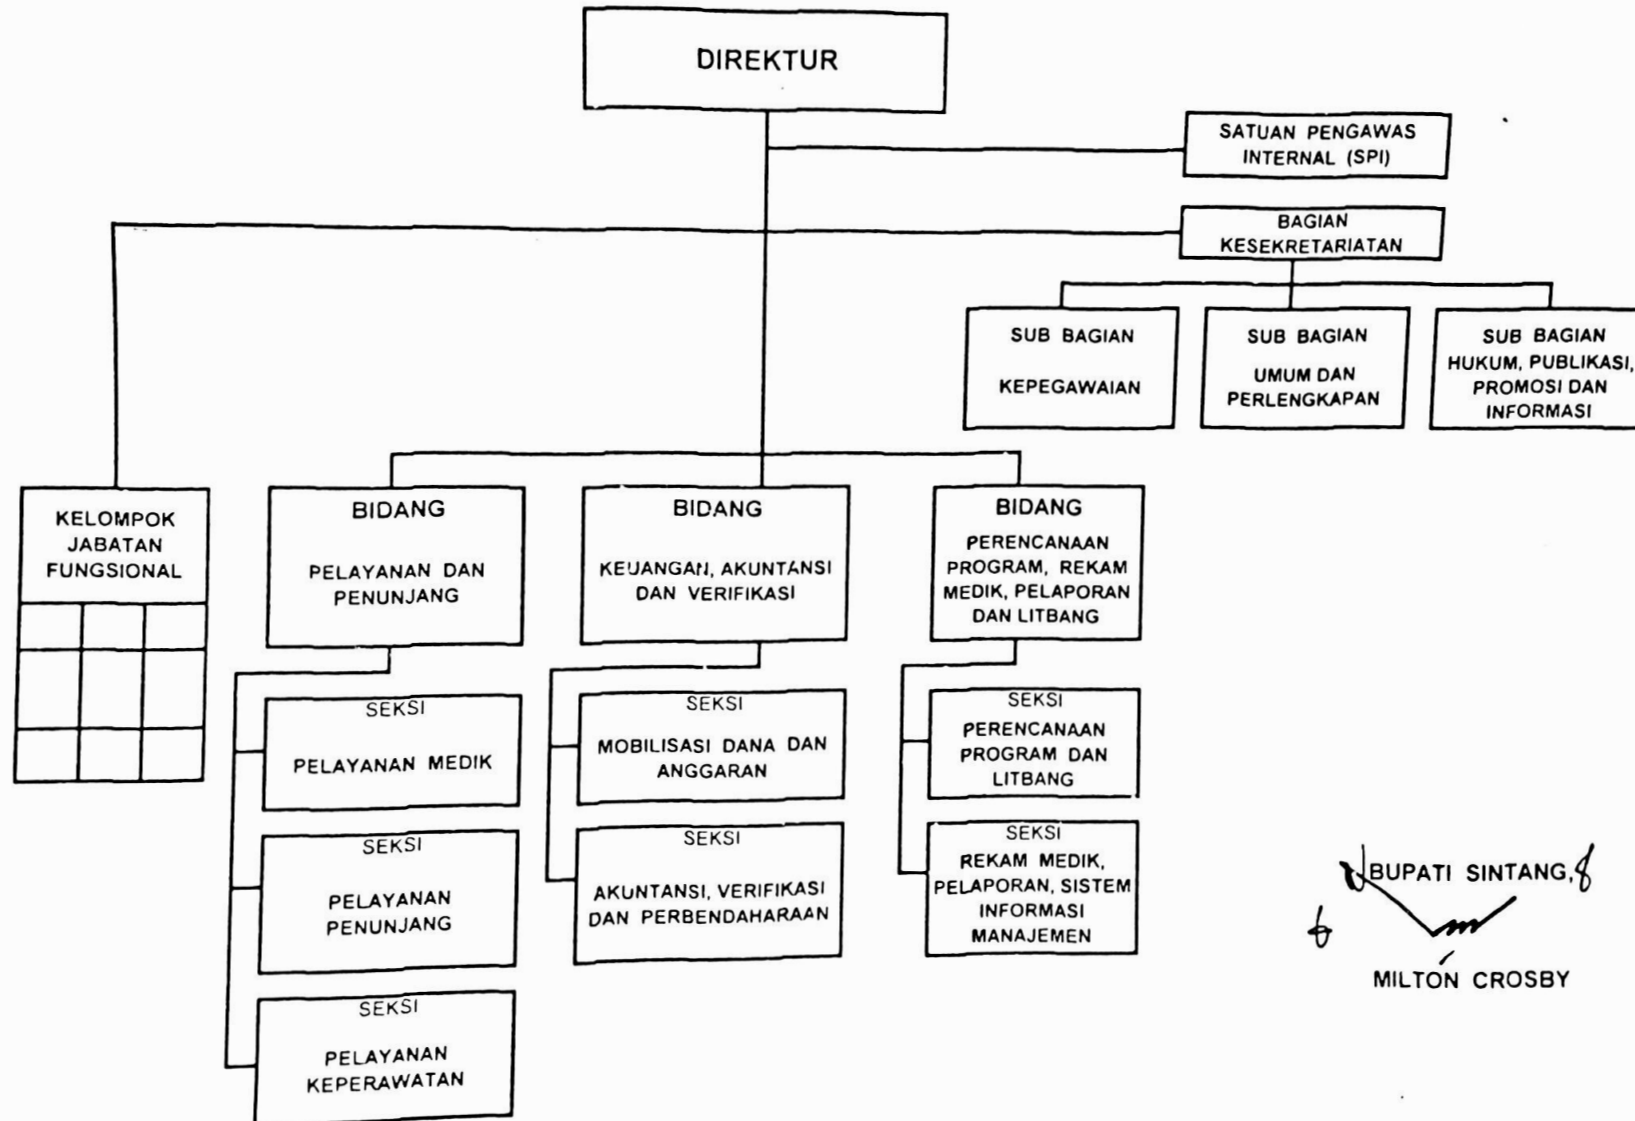 DIREKTUR
SATUAN PENGAWAS
INTERNAL (SPI)
BAGIAN
KESEKRETARIATAN
SUB BAGIAN
KEPEGAWAIAN
SUB BAGIAN
UMUM DAN
PERLENGKAPAN
SUB BAGIAN
HUKUM, PUBLIKASI,
PROMOSI DAN
INFORMASI
KELOMPOK
JABATAN
FUNGSIONAL
BIDANG
PELAYANAN DAN
PENUNJANG
BIDANG
KEUANGAN, AKUNTANSI
DAN VERIFIKASI
BIDANG
PERENCANAAN
PROGRAM, REKAM
MEDIK, PELAPORAN
DAN LITBANG
SEKSI
PELAYANAN MEDIK
SEKSI
PELAYANAN
PENUNJANG
SEKSI
PELAYANAN
KEPERAWATAN
SEKSI
MOBILISASI DANA DAN
ANGGARAN
SEKSI
AKUNTANSI, VERIFIKASI
DAN PERBENDAHARAAN
SEKSI
PERENCANAAN
PROGRAM DAN
LITBANG
SEKSI
REKAM MEDIK,
PELAPORAN, SISTEM
INFORMASI
MANAJEMEN
BUPATI SINTANG,
MILTON CROSBY